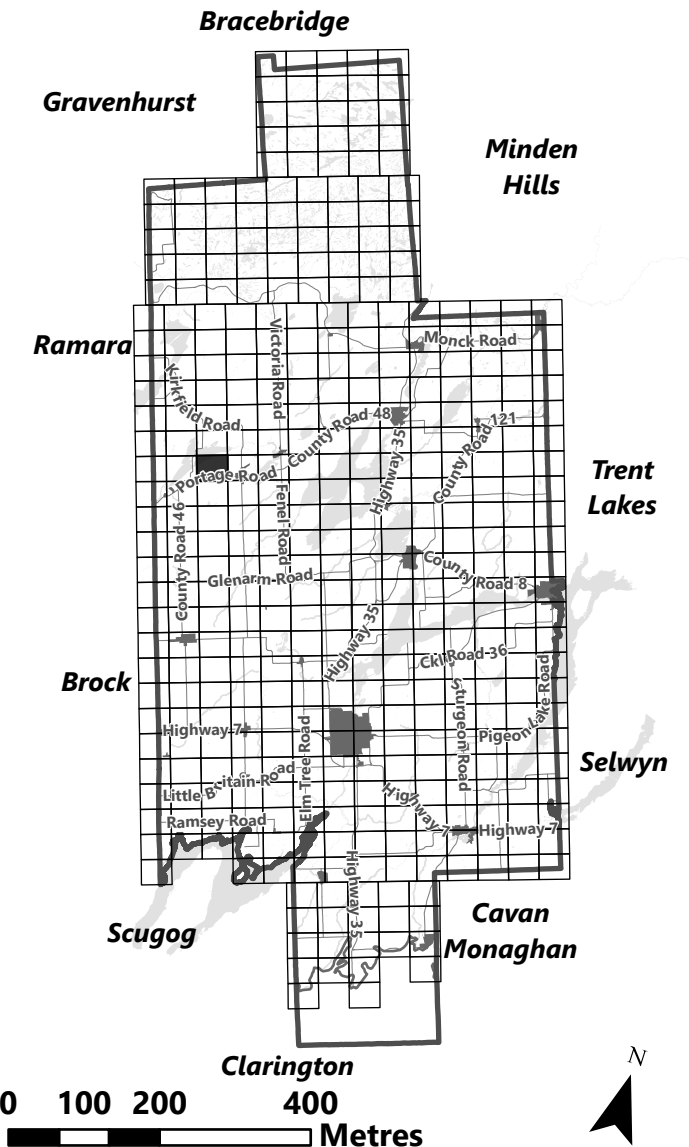 Bracebridge
Gravenhurst
Minden
Hills
Ramara
Monck Road
Victoria Road
Kirkfield Road
County Road 48
County Road 121
Highway 35
Portage Road
Trent
Lakes
Fenel Road
County Road 46
Glenarm Road
County Road 8
Highway 35
Ckl Road 36
Brock
Sturgeon Road
Pigeon Lake Road
Highway 7
Elm Tree Road
Selwyn
Little Britain Road
Highway 7
Ramsey Road
Highway 7
Highway 35
Scugog
Cavan
Monaghan
Clarington
N
0 100 200 400
Metres